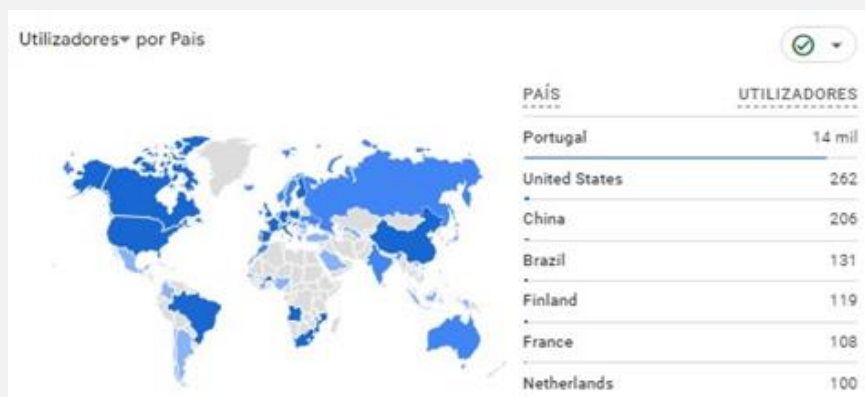 Utilizadores por País
PAÍS UTILIZADORES
Portugal 14 mil
United States 262
China 206
Brazil 131
Finland 119
France 108
Netherlands 100